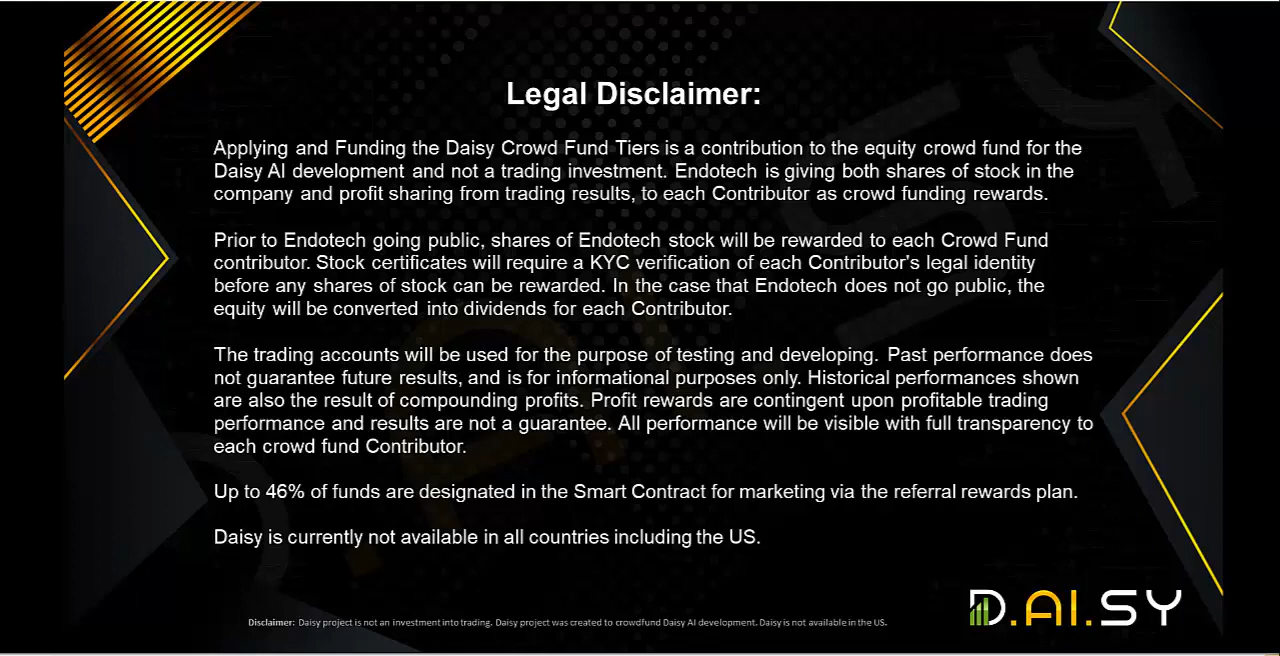 Legal Disclaimer:
Applying and Funding the Daisy Crowd Fund Tiers is a contribution to the equity crowd fund for the
Daisy AI development and not a trading investment. Endotech is giving both shares of stock in the
company and profit sharing from trading results, to each Contributor as crowd funding rewards.
Prior to Endotech going public, shares of Endotech stock will be rewarded to each Crowd Fund
contributor. Stock certificates will require a KYC verification of each Contributor's legal identity
before any shares of stock can be rewarded. In the case that Endotech does not go public, the
equity will be converted into dividends for each Contributor.
The trading accounts will be used for the purpose of testing and developing. Past performance does
not guarantee future results, and is for informational purposes only. Historical performances shown
are also the result of compounding profits. Profit rewards are contingent upon profitable trading
performance and results are not a guarantee. All performance will be visible with full transparency to
each crowd fund Contributor.
Up to 46% of funds are designated in the Smart Contract for marketing via the referral rewards plan.
Daisy is currently not available in all countries including the US.
D.AI.SY
Disclaimer: Daisy project is not an investment into trading. Daisy project was created to crowdfund Daisy AI development. Daisy is not available in the US.